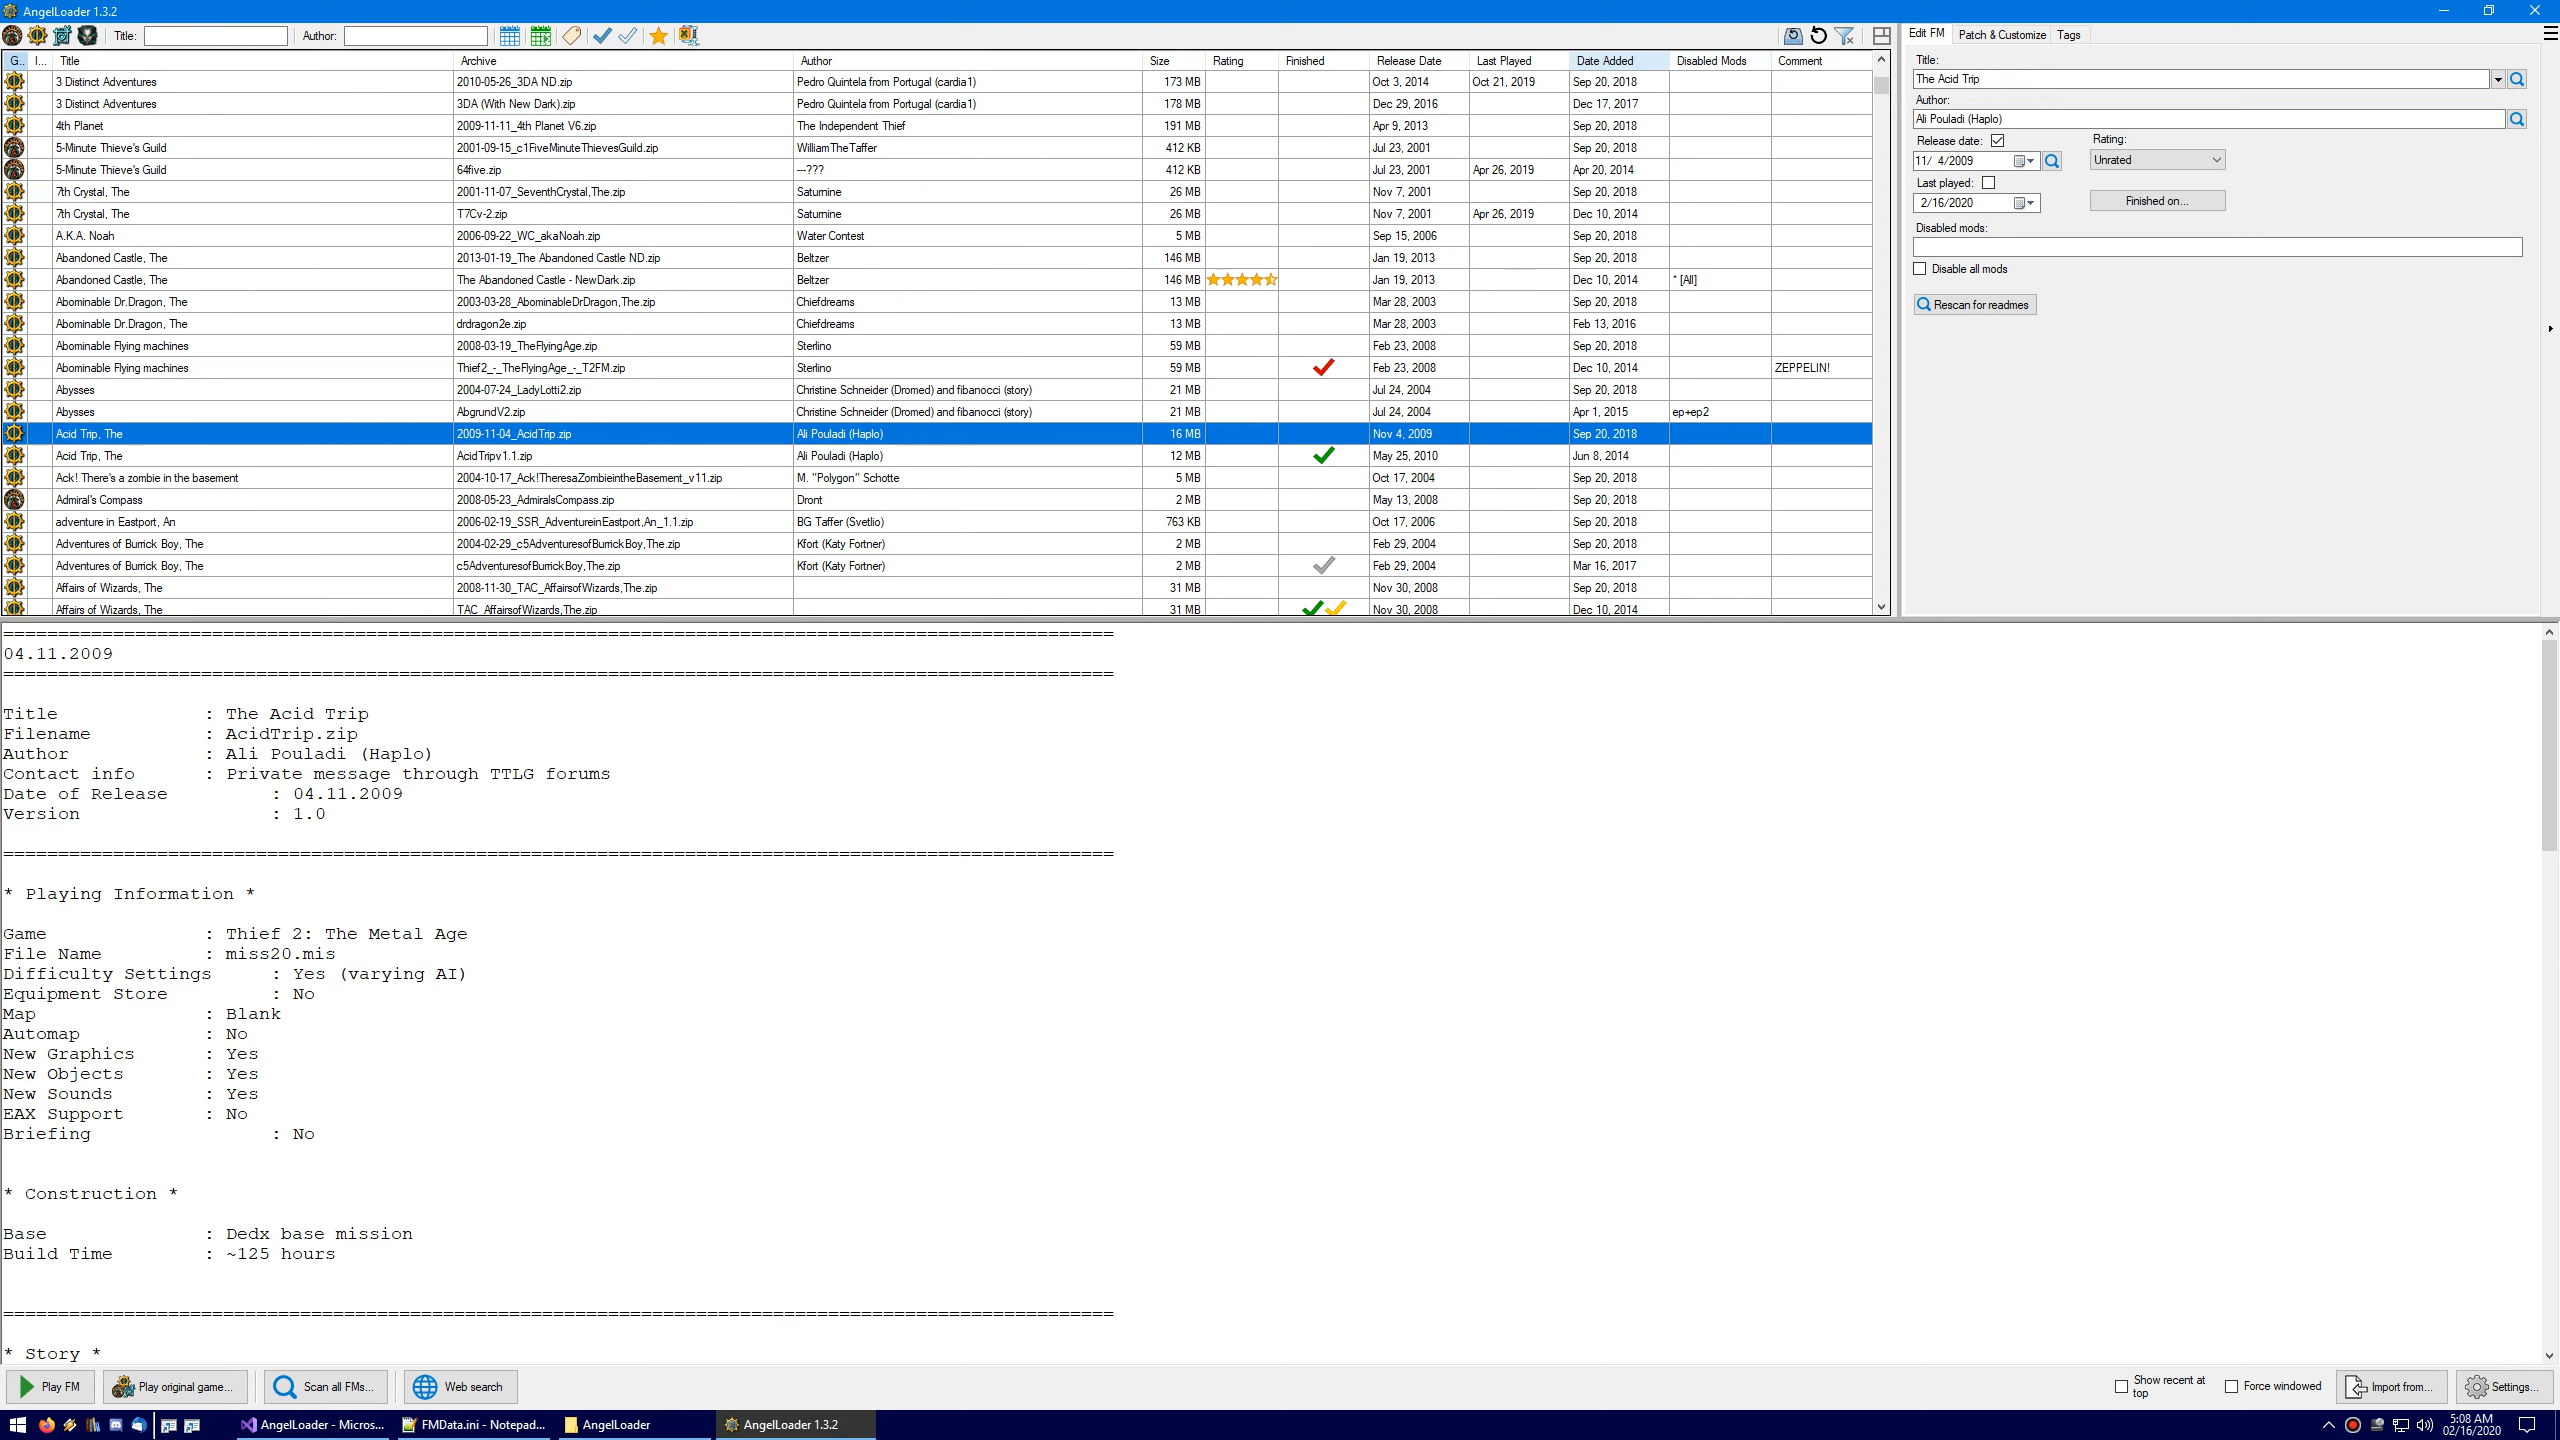 AngelLoader 1.3.2
Title: Author:
G.. I... Title Archive Author Size Rating Finished Release Date Last Played Date Added Disabled Mods Comment
3 Distinct Adventures 2010-05-26_3DA ND.zip Pedro Quintela from Portugal (cardia1) 173 MB Oct 3, 2014 Oct 21, 2019 Sep 20, 2018
3 Distinct Adventures 3DA (With New Dark).zip Pedro Quintela from Portugal (cardia1) 178 MB Dec 29, 2016 Dec 17, 2017
4th Planet 2009-11-11_4th Planet V6.zip The Independent Thief 191 MB Apr 9, 2013 Sep 20, 2018
5-Minute Thieve's Guild 2001-09-15_c1FiveMinuteThievesGuild.zip WilliamTheTaffer 412 KB Jul 23, 2001 Sep 20, 2018
5-Minute Thieve's Guild 64five.zip ---??? 412 KB Jul 23, 2001 Apr 26, 2019 Apr 20, 2014
7th Crystal, The 2001-11-07_SeventhCrystal,The.zip Saturnine 26 MB Nov 7, 2001 Sep 20, 2018
7th Crystal, The T7Cv-2.zip Saturnine 26 MB Nov 7, 2001 Apr 26, 2019 Dec 10, 2014
A.K.A. Noah 2006-09-22_WC_akaNoah.zip Water Contest 5 MB Sep 15, 2006 Sep 20, 2018
Abandoned Castle, The 2013-01-19_The Abandoned Castle ND.zip Beltzer 146 MB Jan 19, 2013 Sep 20, 2018
Abandoned Castle, The The Abandoned Castle - NewDark.zip Beltzer 146 MB Jan 19, 2013 Dec 10, 2014 * [All]
Abominable Dr.Dragon, The 2003-03-28_AbominableDrDragon,The.zip Chiefdreams 13 MB Mar 28, 2003 Sep 20, 2018
Abominable Dr.Dragon, The drdragon2e.zip Chiefdreams 13 MB Mar 28, 2003 Feb 13, 2016
Abominable Flying machines 2008-03-19_TheFlyingAge.zip Sterlino 59 MB Feb 23, 2008 Sep 20, 2018
Abominable Flying machines Thief2_-_TheFlyingAge_-_T2FM.zip Sterlino 59 MB Feb 23, 2008 Dec 10, 2014 ZEPPELIN!
Abysses 2004-07-24_LadyLotti2.zip Christine Schneider (Dromed) and fibanocci (story) 21 MB Jul 24, 2004 Sep 20, 2018
Abysses AbgrundV2.zip Christine Schneider (Dromed) and fibanocci (story) 21 MB Jul 24, 2004 Apr 1, 2015 ep+ep2
Acid Trip, The 2009-11-04_AcidTrip.zip Ali Pouladi (Haplo) 16 MB Nov 4, 2009 Sep 20, 2018
Acid Trip, The AcidTripv1.1.zip Ali Pouladi (Haplo) 12 MB May 25, 2010 Jun 8, 2014
Ack! There's a zombie in the basement 2004-10-17_Ack!TheresaZombieintheBasement_v11.zip M. "Polygon" Schotte 5 MB Oct 17, 2004 Sep 20, 2018
Admiral's Compass 2008-05-23_AdmiralsCompass.zip Dront 2 MB May 13, 2008 Sep 20, 2018
adventure in Eastport, An 2006-02-19_SSR_AdventureinEastport,An_1.1.zip BG Taffer (Svetlio) 763 KB Oct 17, 2006 Sep 20, 2018
Adventures of Burrick Boy, The 2004-02-29_c5AdventuresofBurrickBoy,The.zip Kfort (Katy Fortner) 2 MB Feb 29, 2004 Sep 20, 2018
Adventures of Burrick Boy, The c5AdventuresofBurrickBoy,The.zip Kfort (Katy Fortner) 2 MB Feb 29, 2004 Mar 16, 2017
Affairs of Wizards, The 2008-11-30_TAC_AffairsofWizards,The.zip 31 MB Nov 30, 2008 Sep 20, 2018
Affairs of Wizards, The TAC_AffairsofWizards,The.zip 31 MB Nov 30, 2008 Dec 10, 2014
Edit FM Patch & Customize Tags
Title:
The Acid Trip
Author:
Ali Pouladi (Haplo)
Release date: Rating:
11/ 4/2009 Unrated
Last played:
2/16/2020 Finished on...
Disabled mods:
Disable all mods
Rescan for readmes
=====================================================================================================
04.11.2009
=====================================================================================================
Title : The Acid Trip
Filename : AcidTrip.zip
Author : Ali Pouladi (Haplo)
Contact info : Private message through TTLG forums
Date of Release : 04.11.2009
Version : 1.0
=====================================================================================================
* Playing Information *
Game : Thief 2: The Metal Age
File Name : miss20.mis
Difficulty Settings : Yes (varying AI)
Equipment Store : No
Map : Blank
Automap : No
New Graphics : Yes
New Objects : Yes
New Sounds : Yes
EAX Support : No
Briefing : No
* Construction *
Base : Dedx base mission
Build Time : ~125 hours
=====================================================================================================
* Story *
Play FM Play original game... Scan all FMs... Web search Show recent at top Force windowed Import from... Settings...
AngelLoader - Micros... FMData.ini - Notepad... AngelLoader AngelLoader 1.3.2 5:08 AM
02/16/2020